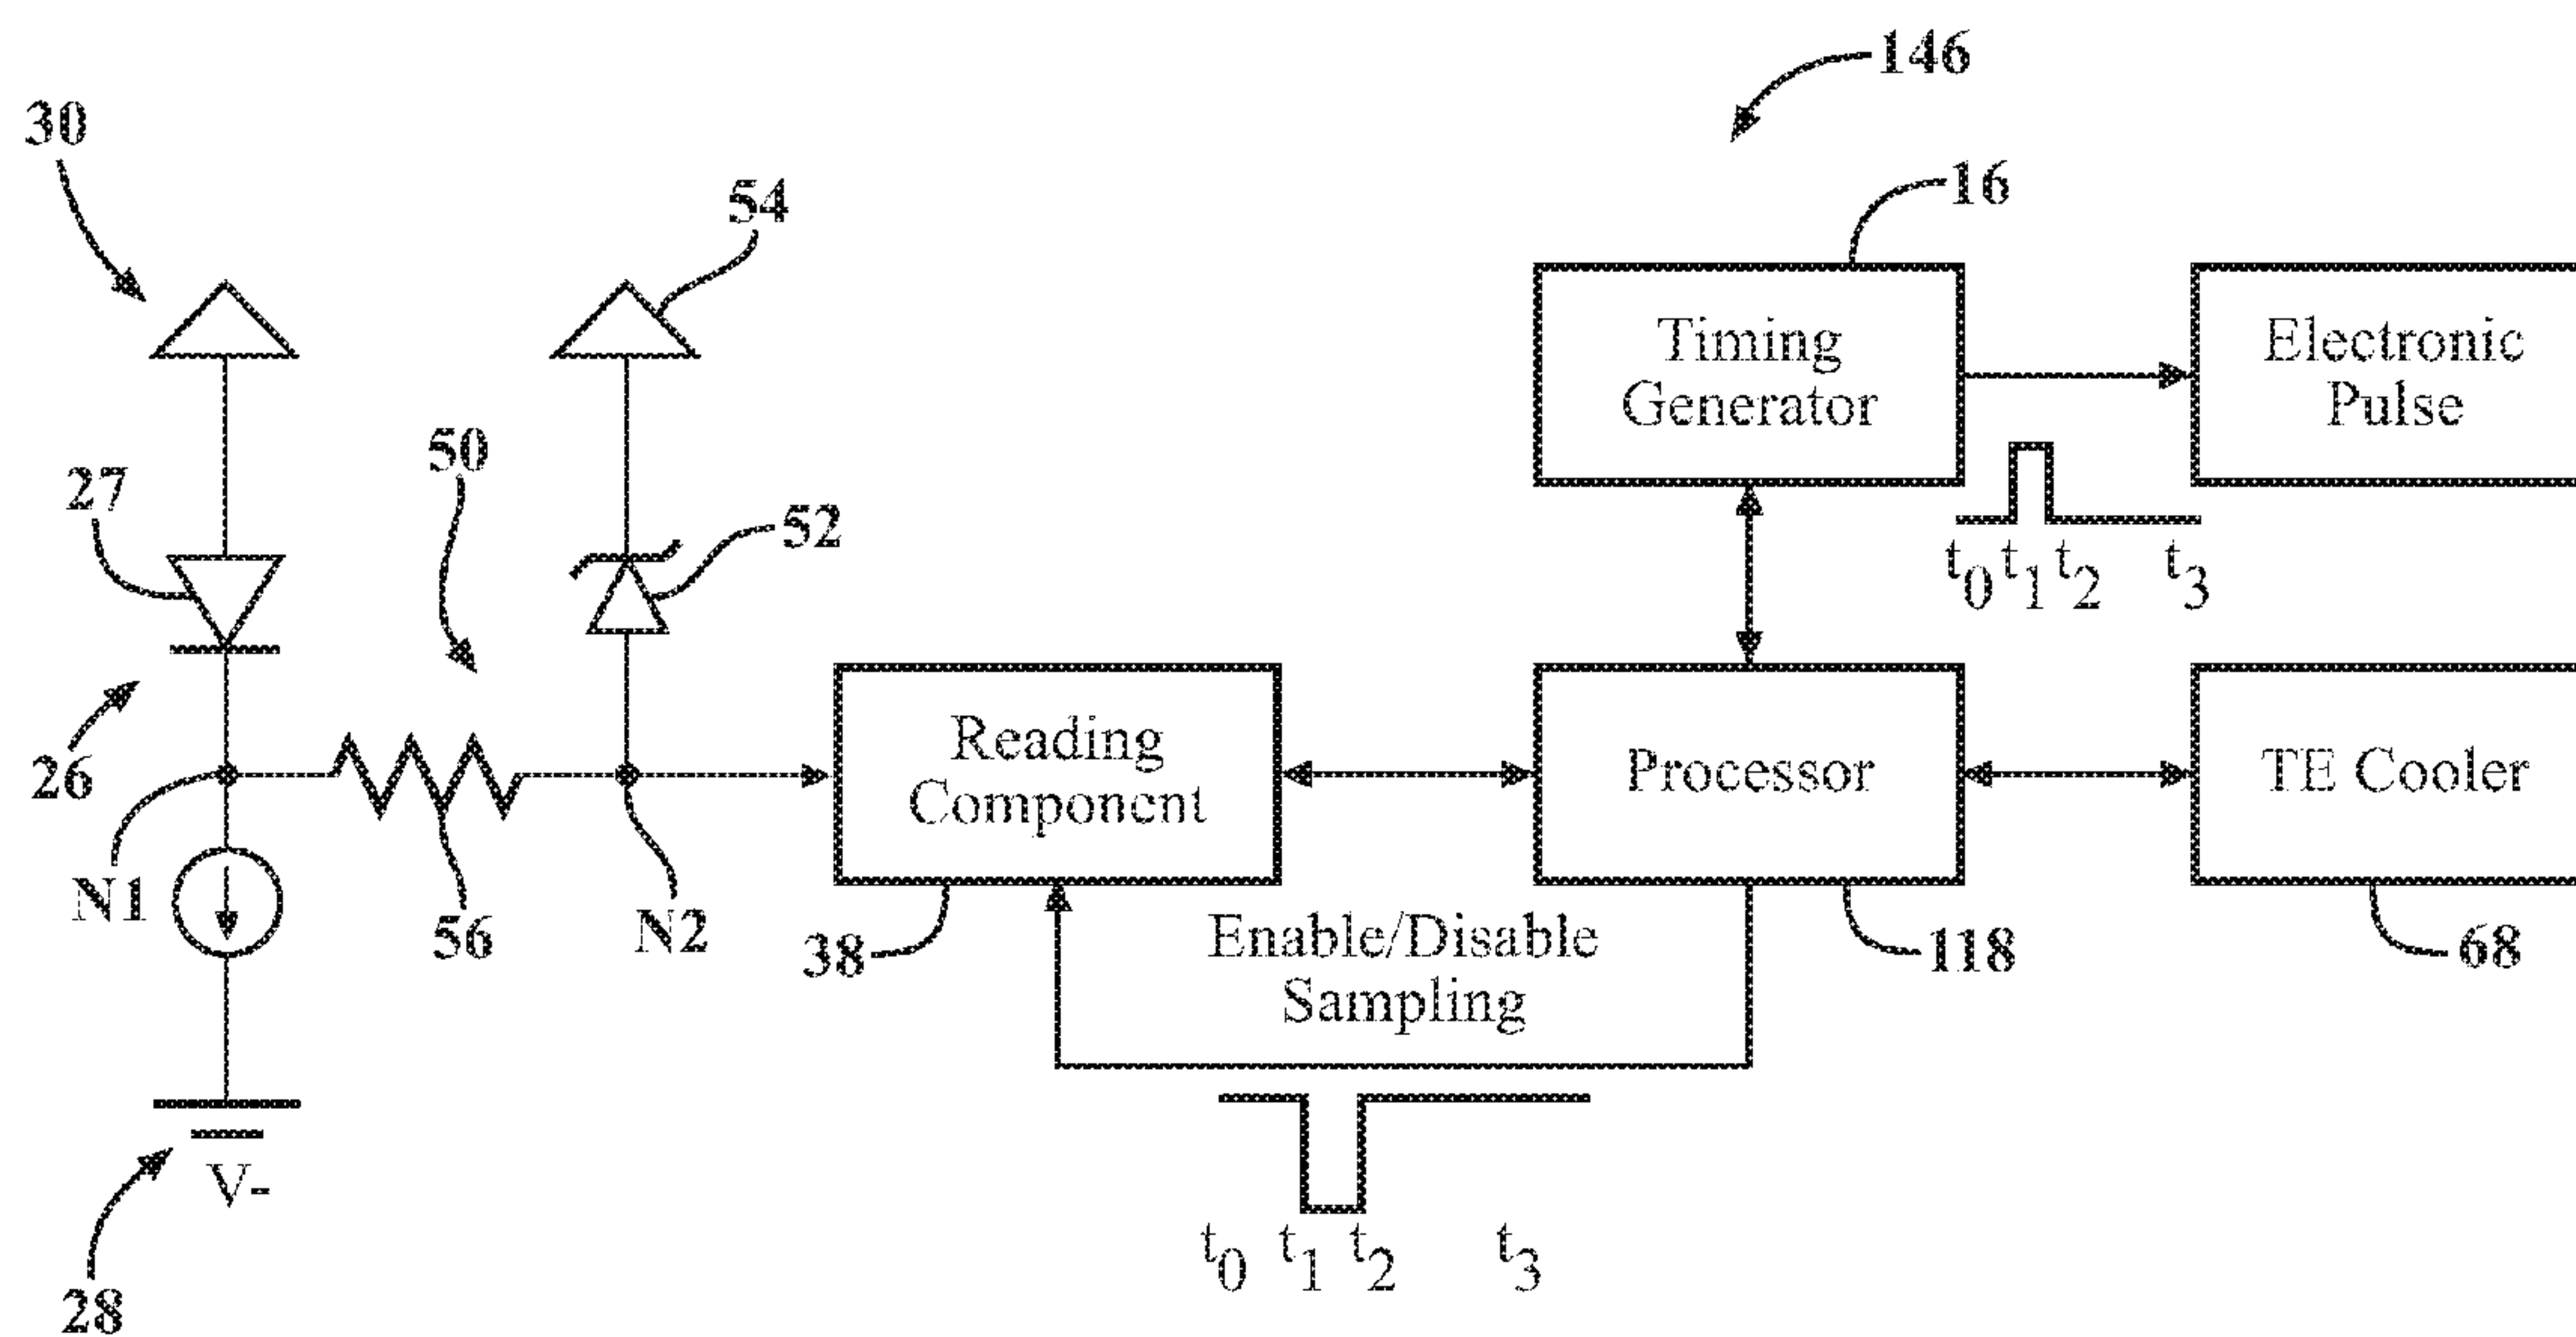 146
30
16
54
Timing
Generator
Electronic
Pulse
50
27
52
t0 t1 t2 t3
Reading
Component
Processor
TE Cooler
26
N1
56
N2
38
Enable/Disable
Sampling
118
68
V-
t0 t1 t2 t3
28